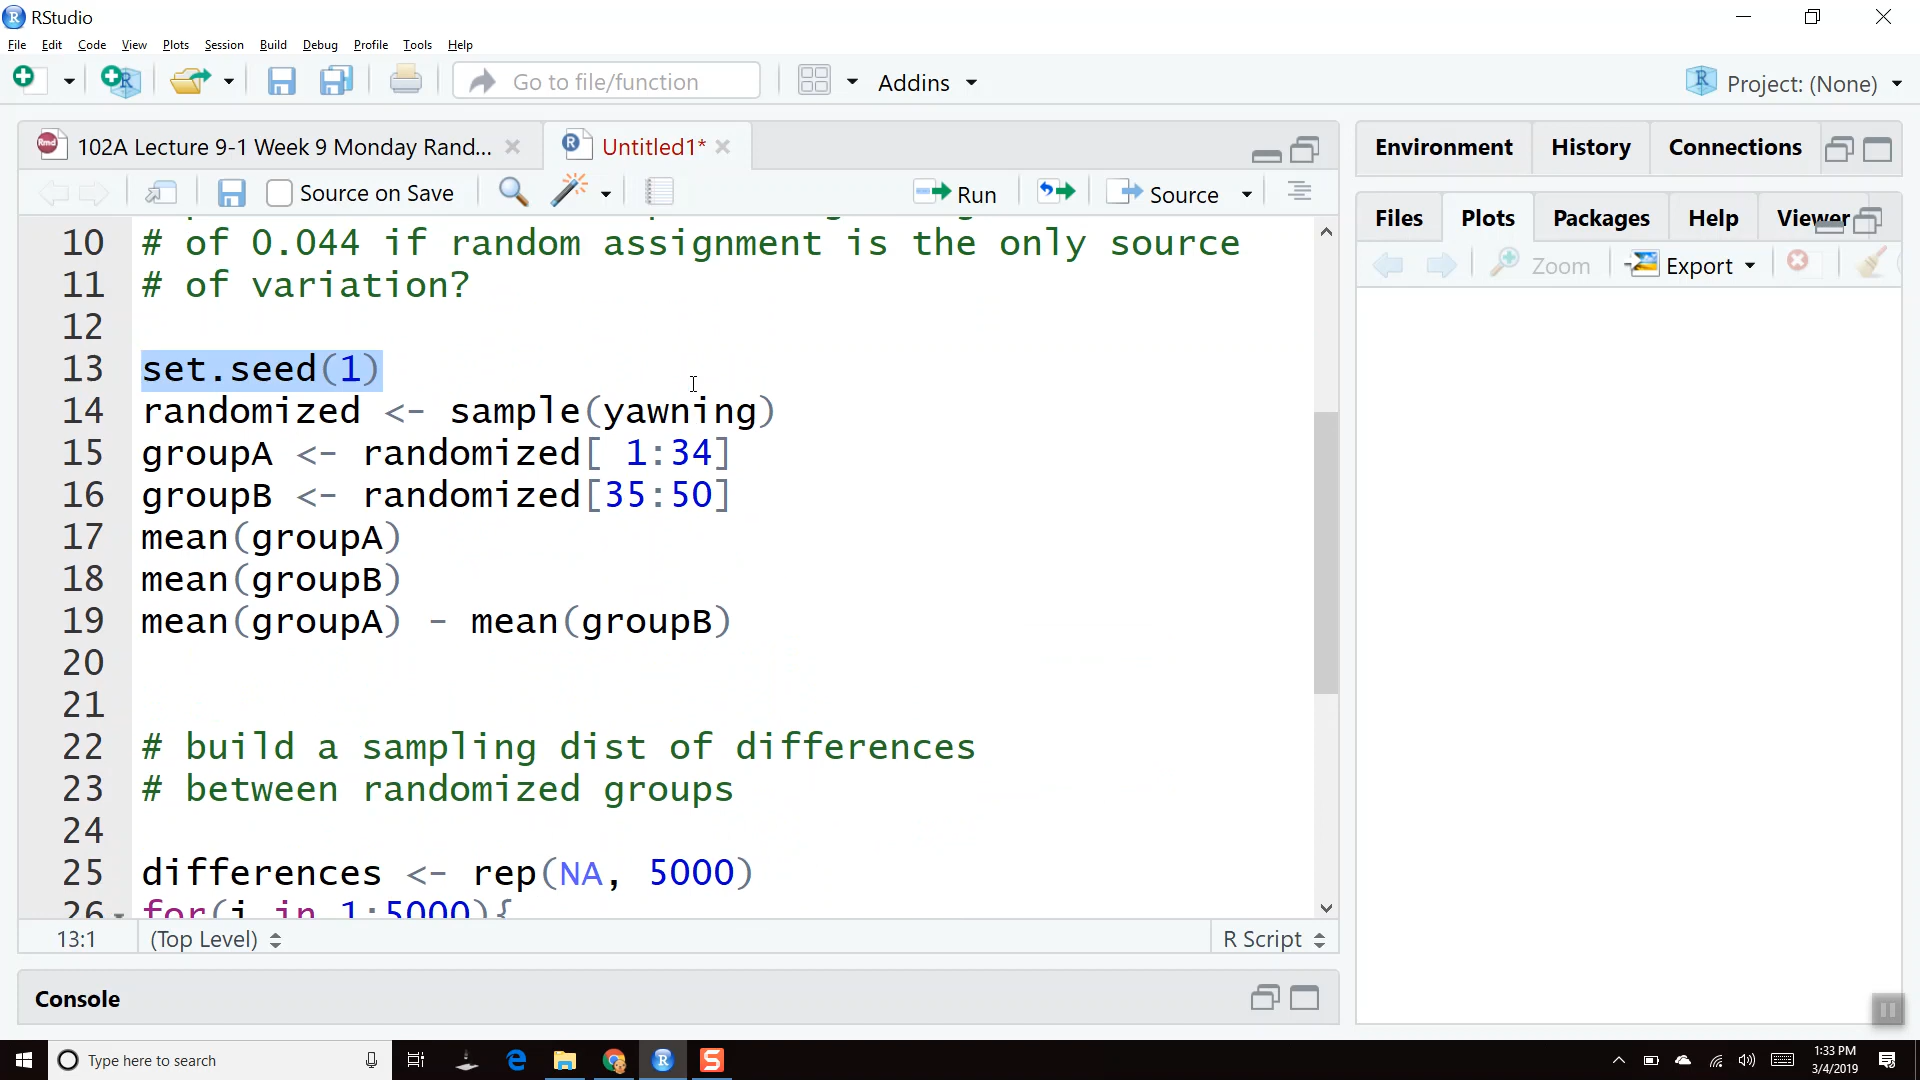 RStudio
File Edit Code View Plots Session Build Debug Profile Tools Help
Go to file/function
Addins
Project: (None)
102A Lecture 9-1 Week 9 Monday Rand...
Untitled1*
Source on Save
Run
Source
10 # of 0.044 if random assignment is the only source
11 # of variation?
12
13 set.seed(1)
14 randomized <- sample(yawning)
15 groupA <- randomized[ 1:34]
16 groupB <- randomized[35:50]
17 mean(groupA)
18 mean(groupB)
19 mean(groupA) - mean(groupB)
20
21
22 # build a sampling dist of differences
23 # between randomized groups
24
25 differences <- rep(NA, 5000)
26 for(i in 1:5000){
13:1 (Top Level) R Script
Console
Environment History Connections
Files Plots Packages Help Viewer
Zoom Export
Type here to search
1:33 PM
3/4/2019